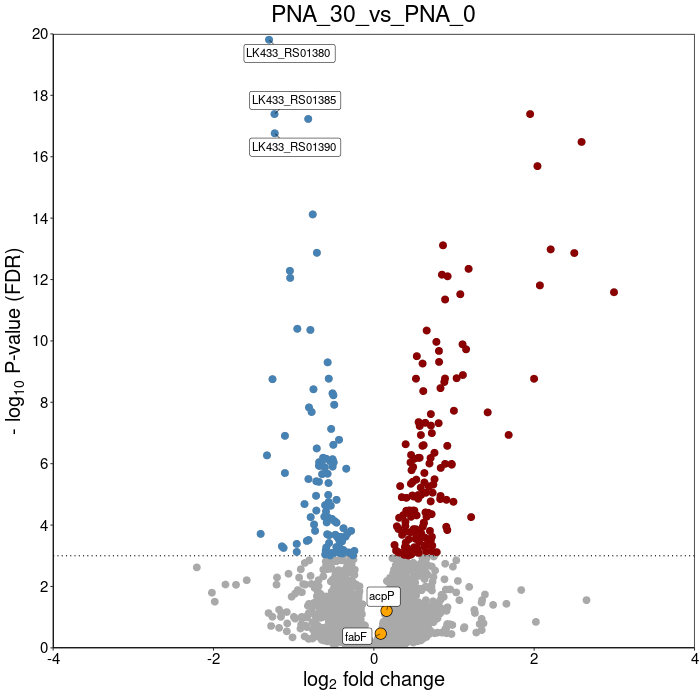 PNA_30_vs_PNA_0
20
LK433_RS01380
18
LK433_RS01385
16
LK433_RS01390
14
12
10
8
6
4
2
acpP
fabF
0
-4
-2
0
2
4
log2 fold change
- log10 P-value (FDR)